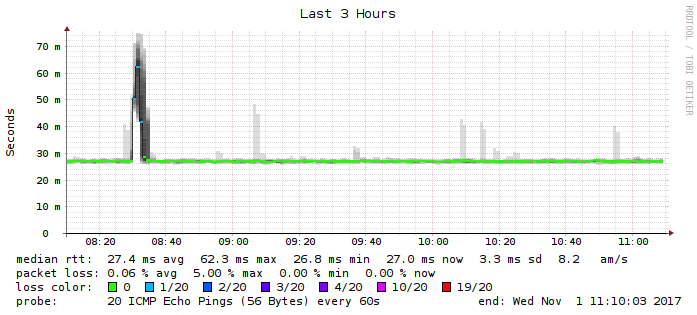 Last 3 Hours
RRDTOOL / TOBI OETIKER
Seconds
70 m
60 m
50 m
40 m
30 m
20 m
10 m
0
08:20 08:40 09:00 09:20 09:40 10:00 10:20 10:40 11:00
median rtt: 27.4 ms avg 62.3 ms max 26.8 ms min 27.0 ms now 3.3 ms sd 8.2 am/s
packet loss: 0.06 % avg 5.00 % max 0.00 % min 0.00 % now
loss color: 0 1/20 2/20 3/20 4/20 10/20 19/20
probe: 20 ICMP Echo Pings (56 Bytes) every 60s end: Wed Nov 1 11:10:03 2017